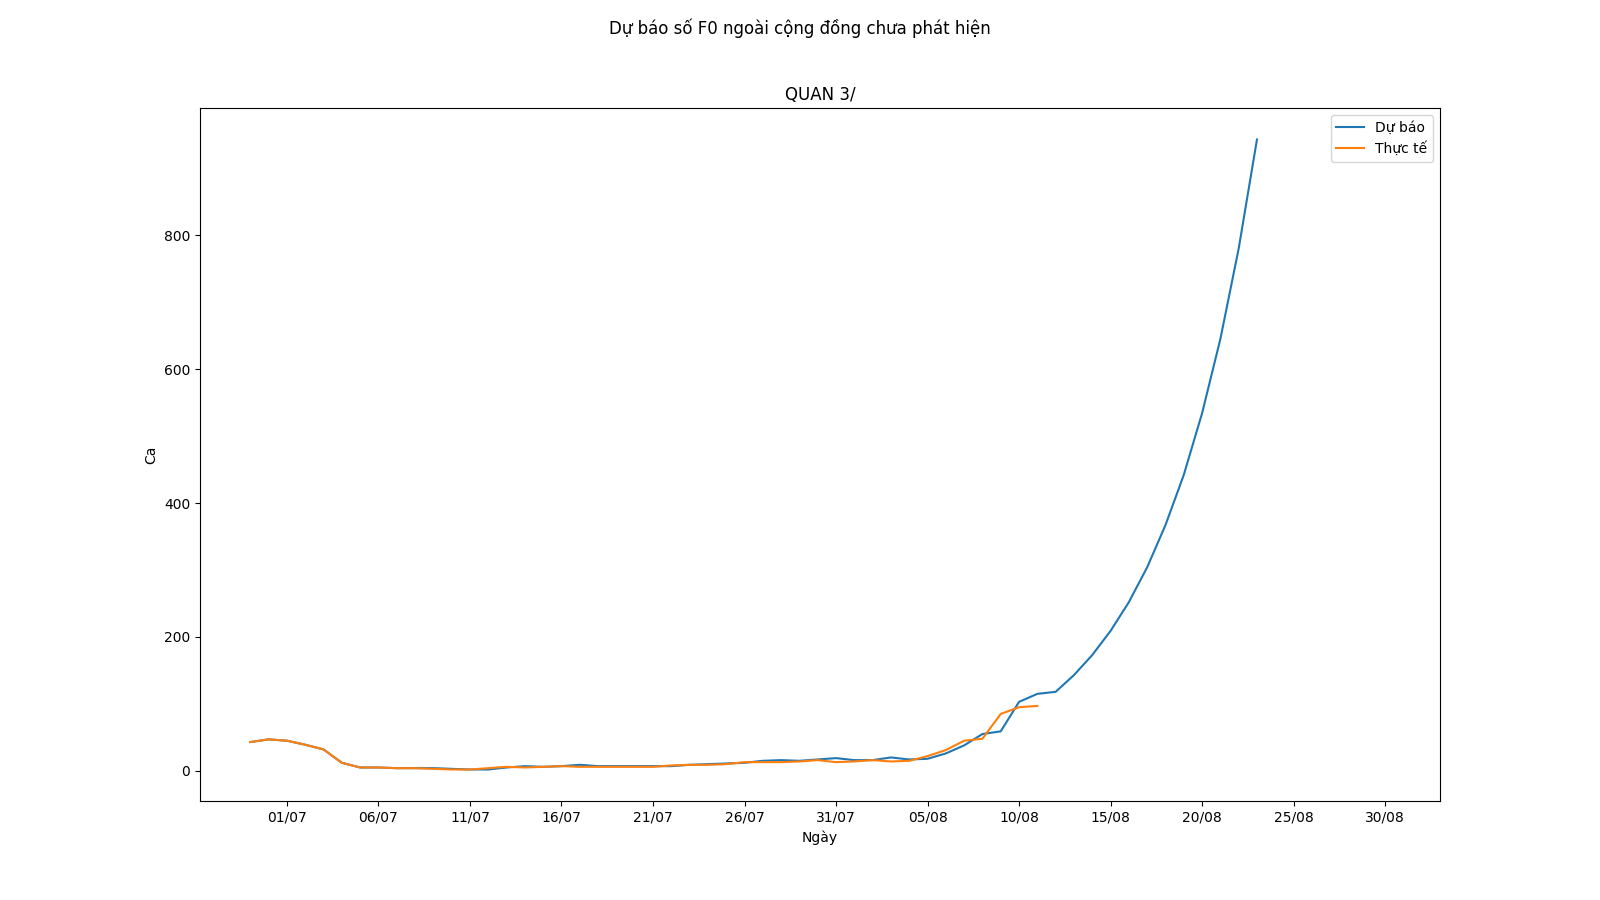 Dự báo số F0 ngoài cộng đồng chưa phát hiện
QUAN 3/
Dự báo
Thực tế
800
600
400
200
0
Ca
01/07 06/07 11/07 16/07 21/07 26/07 31/07 05/08 10/08 15/08 20/08 25/08 30/08
Ngày